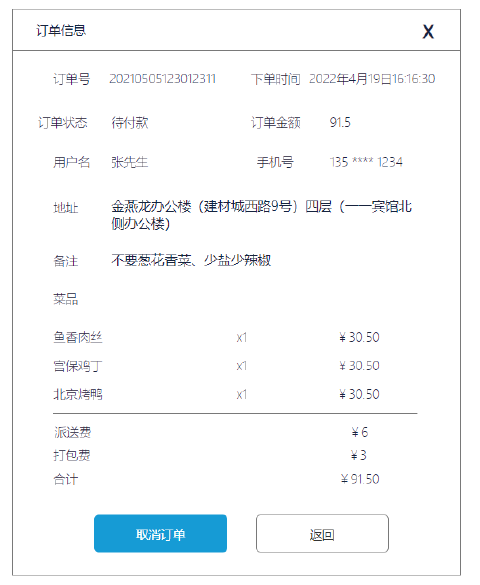 订单信息 X
订单号 20210505123012311 下单时间 2022年4月19日16:16:30
订单状态 待付款 订单金额 91.5
用户名 张先生 手机号 135 **** 1234
地址 金燕龙办公楼（建材城西路9号）四层（一一宾馆北
侧办公楼）
备注 不要葱花香菜、少盐少辣椒
菜品
鱼香肉丝 x1 ￥30.50
宫保鸡丁 x1 ￥30.50
北京烤鸭 x1 ￥30.50
派送费 ￥6
打包费 ￥3
合计 ￥91.50
取消订单 返回